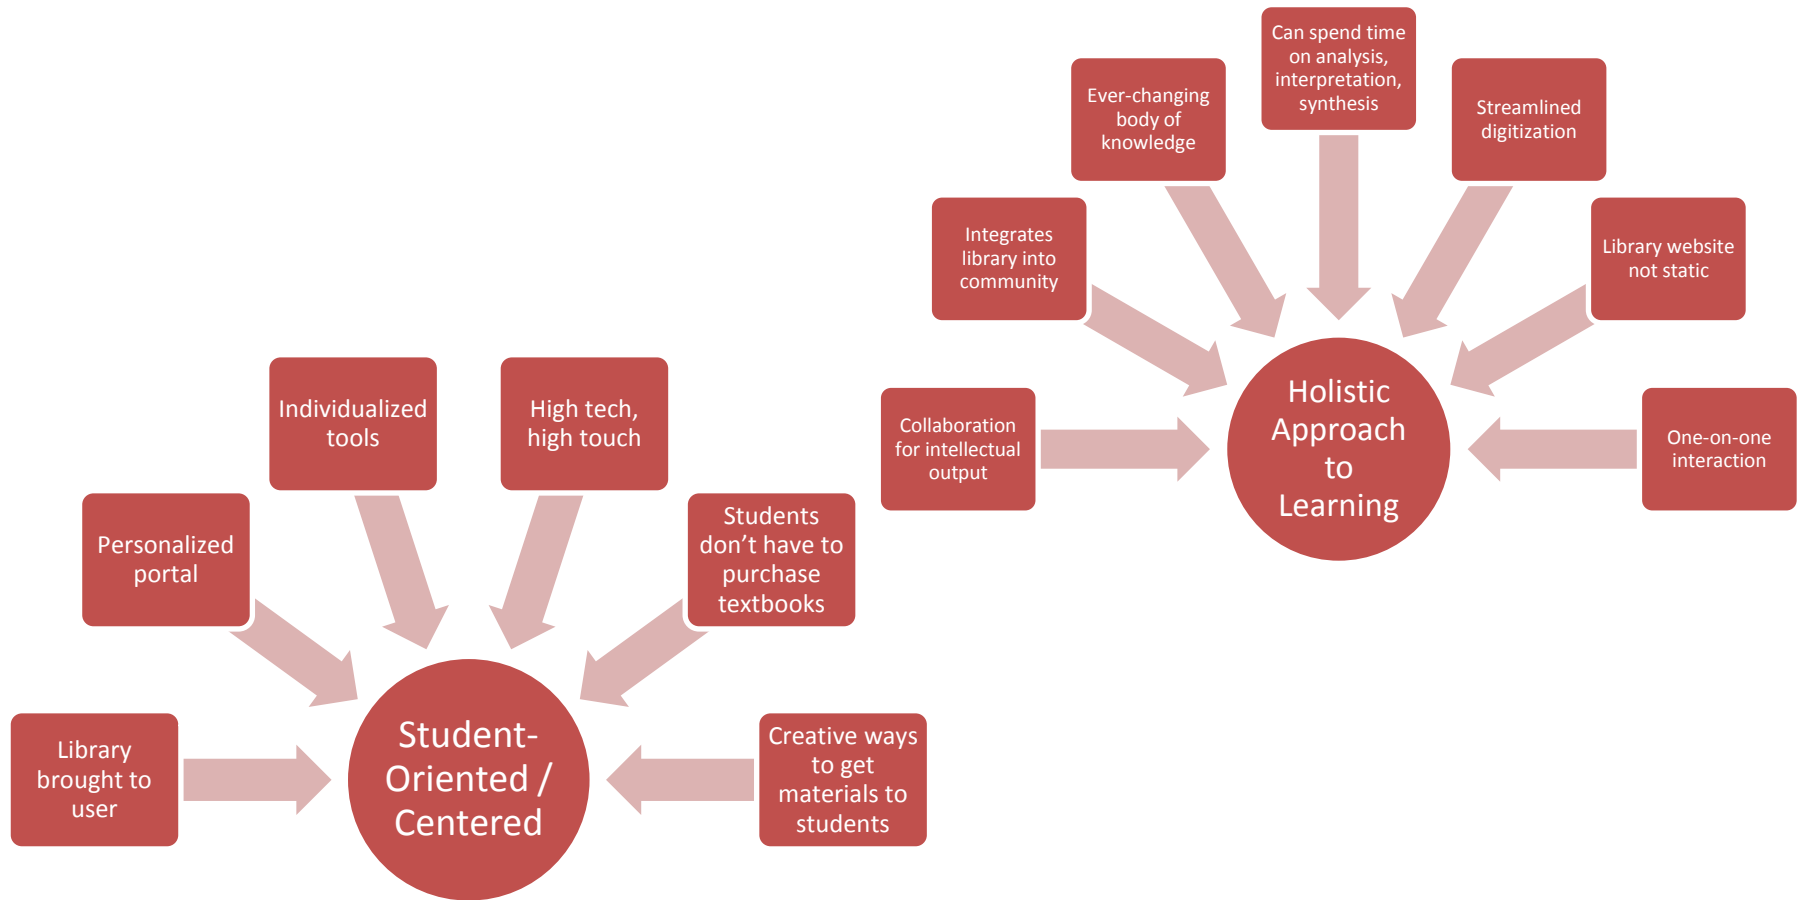 Individualized
tools
High tech,
high touch
Personalized
portal
Students
don’t have to
purchase
textbooks
Library
brought to
user
Creative ways
to get
materials to
students
Student-
Oriented /
Centered
Can spend time
on analysis,
interpretation,
synthesis
Ever-changing
body of
knowledge
Streamlined
digitization
Integrates
library into
community
Library website
not static
Collaboration
for intellectual
output
One-on-one
interaction
Holistic
Approach
to
Learning